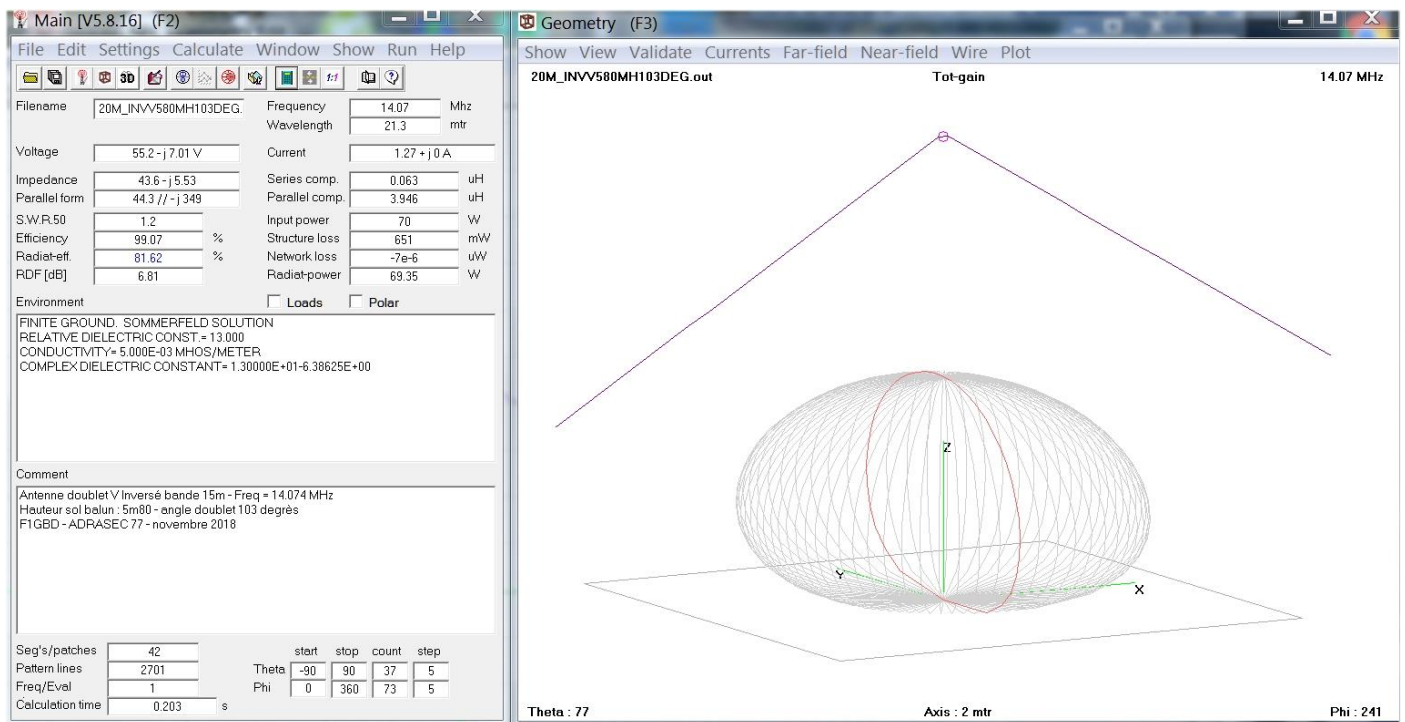 Main [V5.8.16] (F2)
File Edit Settings Calculate Window Show Run Help
3D 1:1
Filename 20M_INVV580MH103DEG. Frequency 14.07 Mhz
Wavelength 21.3 mtr
Voltage 55.2 - j 7.01 V Current 1.27 + j 0 A
Impedance 43.6 - j 5.53 Series comp. 0.063 uH
Parallel form 44.3 // - j 349 Parallel comp. 3.946 uH
S.W.R.50 1.2 Input power 70 W
Efficiency 99.07 % Structure loss 651 mW
Radiat-eff. 81.62 % Network loss -7e-6 uW
RDF [dB] 6.81 Radiat-power 69.35 W
Environment Loads Polar
FINITE GROUND. SOMMERFELD SOLUTION
RELATIVE DIELECTRIC CONST.= 13.000
CONDUCTIVITY= 5.000E-03 MHOS/METER
COMPLEX DIELECTRIC CONSTANT= 1.30000E+01-6.38625E+00
Comment
Antenne doublet V Inversé bande 15m - Freq = 14.074 MHz
Hauteur sol balun : 5m80 - angle doublet 103 degrès
F1GBD - ADRASEC 77 - novembre 2018
Seg's/patches 42 start stop count step
Pattern lines 2701 Theta -90 90 37 5
Freq/Eval 1 Phi 0 360 73 5
Calculation time 0.203 s
Geometry (F3)
Show View Validate Currents Far-field Near-field Wire Plot
20M_INVV580MH103DEG.out Tot-gain 14.07 MHz
Z
Y
X
Theta : 77 Axis : 2 mtr Phi : 241